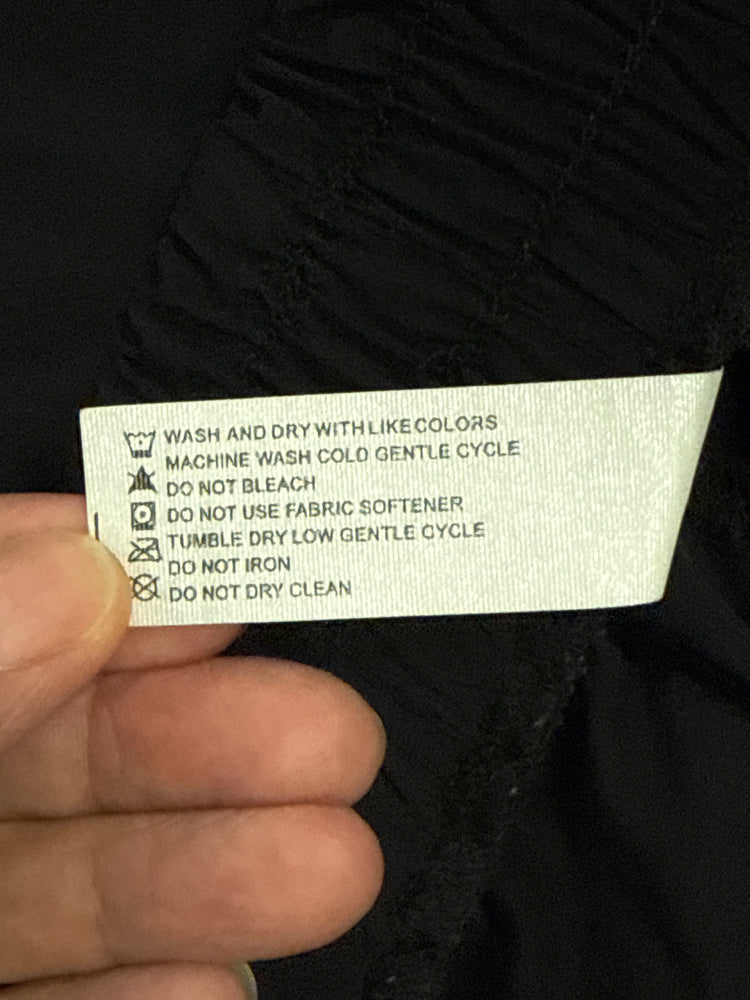 WASH AND DRY WITH LIKE COLORS
MACHINE WASH COLD GENTLE CYCLE
DO NOT BLEACH
DO NOT USE FABRIC SOFTENER
TUMBLE DRY LOW GENTLE CYCLE
DO NOT IRON
DO NOT DRY CLEAN